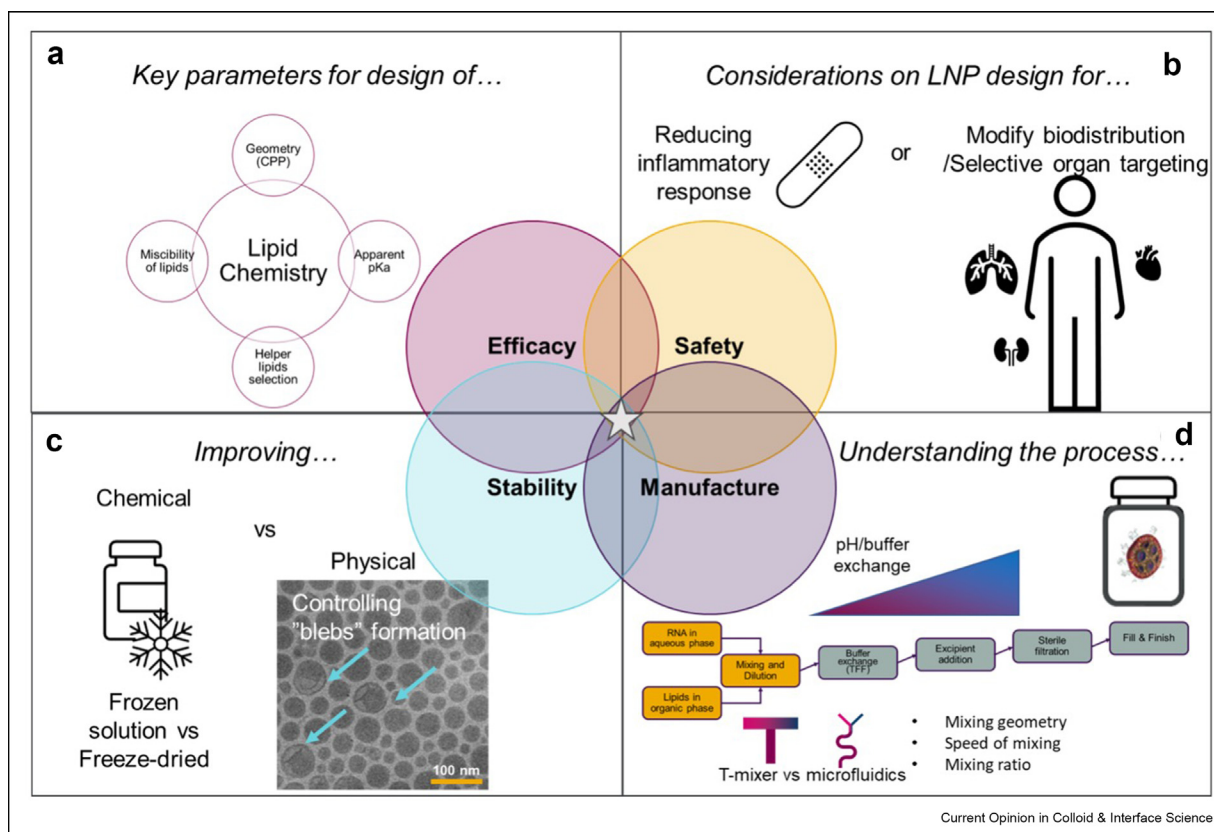 a
Key parameters for design of…
Geometry
(CPP)
Miscibility
of lipids
Lipid
Chemistry
Apparent
pKa
Helper
lipids
selection
b
Considerations on LNP design for…
Reducing
inflammatory
response
or
Modify biodistribution
/Selective organ targeting
Efficacy
Safety
Stability
Manufacture
c
Improving…
Chemical
vs
Physical
Controlling
"blebs" formation
100 nm
Frozen
solution vs
Freeze-dried
d
Understanding the process…
pH/buffer
exchange
RNA in
aqueous phase
Lipids in
organic phase
Mixing and
Dilution
Buffer
exchange
(TFF)
Excipient
addition
Sterile
filtration
Fill & Finish
T-mixer vs microfluidics
• Mixing geometry
• Speed of mixing
• Mixing ratio
Current Opinion in Colloid & Interface Science